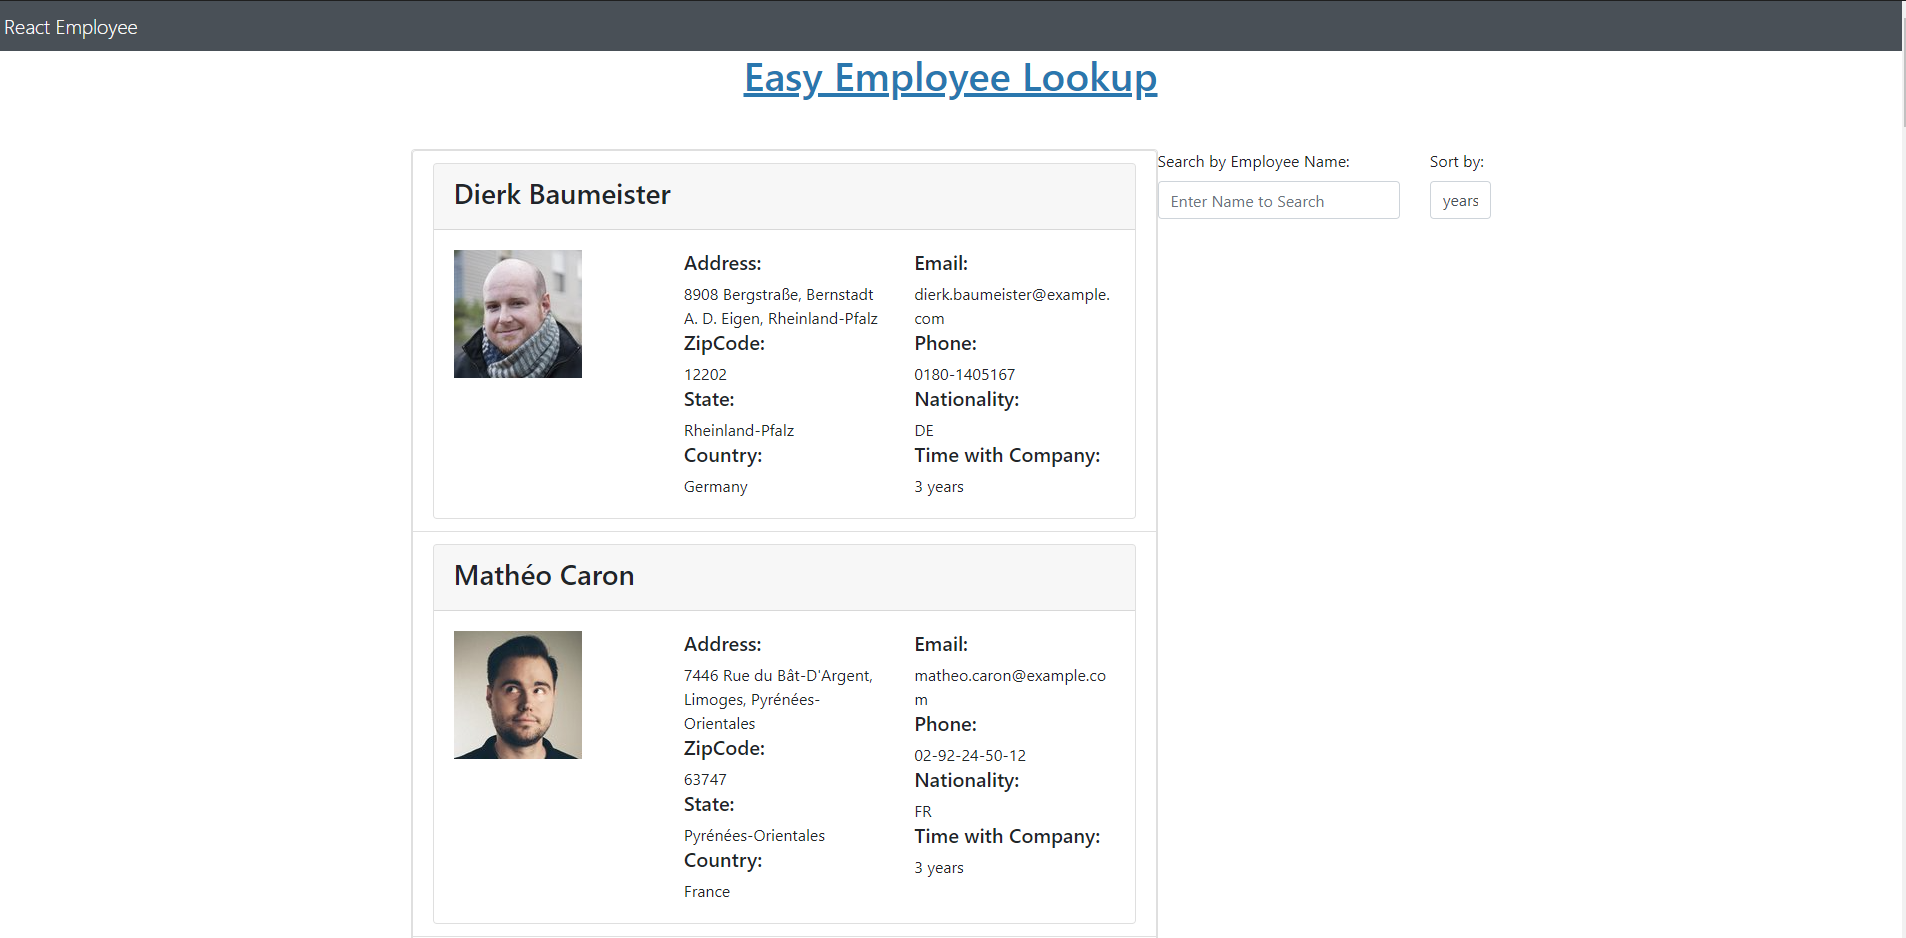 React Employee
Easy Employee Lookup
Dierk Baumeister
Address:
8908 Bergstraße, Bernstadt
A. D. Eigen, Rheinland-Pfalz
ZipCode:
12202
State:
Rheinland-Pfalz
Country:
Germany
Email:
dierk.baumeister@example.
com
Phone:
0180-1405167
Nationality:
DE
Time with Company:
3 years
Mathéo Caron
Address:
7446 Rue du Bât-D'Argent,
Limoges, Pyrénées-
Orientales
ZipCode:
63747
State:
Pyrénées-Orientales
Country:
France
Email:
matheo.caron@example.co
m
Phone:
02-92-24-50-12
Nationality:
FR
Time with Company:
3 years
Search by Employee Name:
Enter Name to Search
Sort by:
years